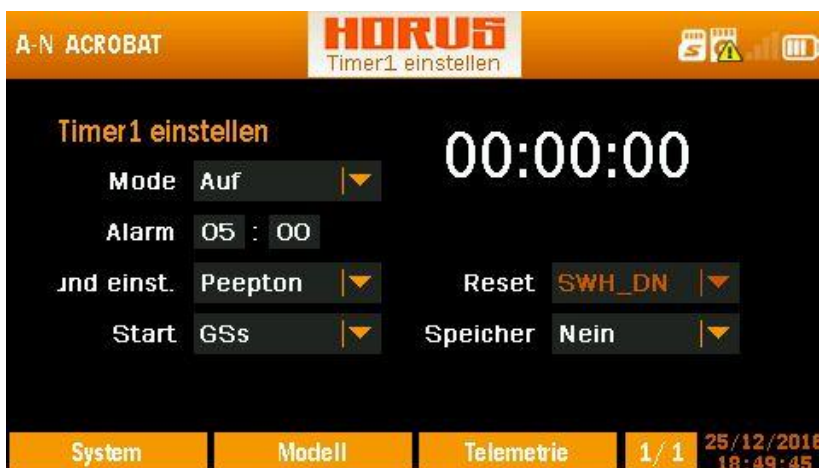 A-N ACROBAT
HORUS
Timer1 einstellen
Timer1 einstellen
00:00:00
Mode Auf
Alarm 05 : 00
und einst. Peepton
Reset SWH_DN
Start GSs
Speicher Nein
System Modell Telemetrie 1/1 25/12/2016
18:49:45